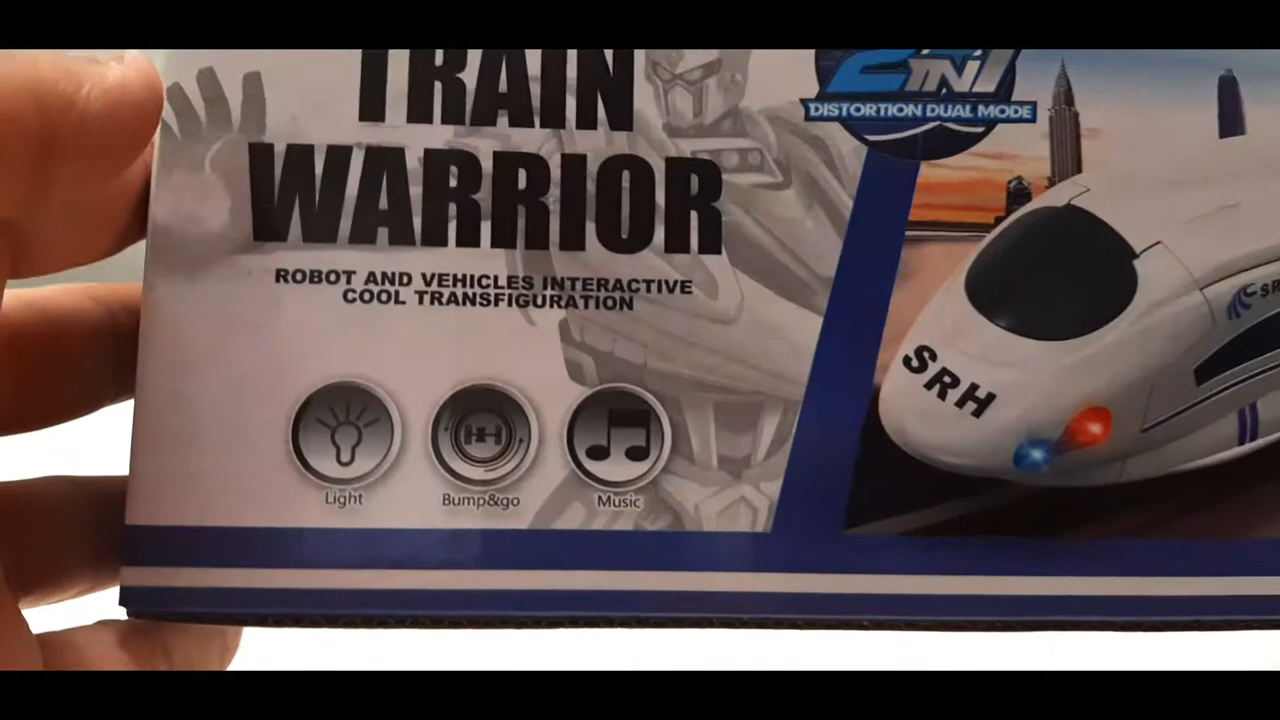 TRAIN
WARRIOR
ROBOT AND VEHICLES INTERACTIVE
COOL TRANSFIGURATION
Light
Bump&go
Music
2IN1
DISTORTION DUAL MODE
SRH